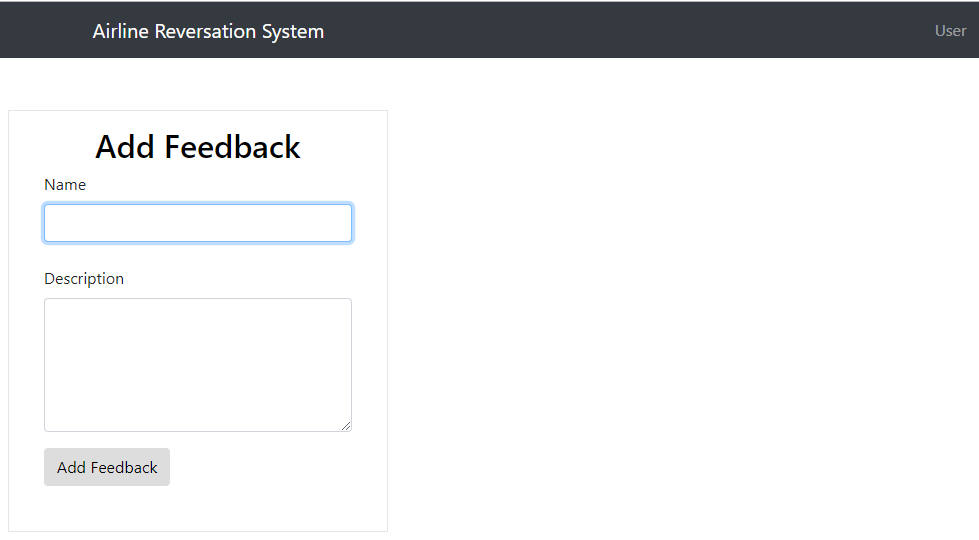 Airline Reversation System
User
Add Feedback
Name
Description
Add Feedback